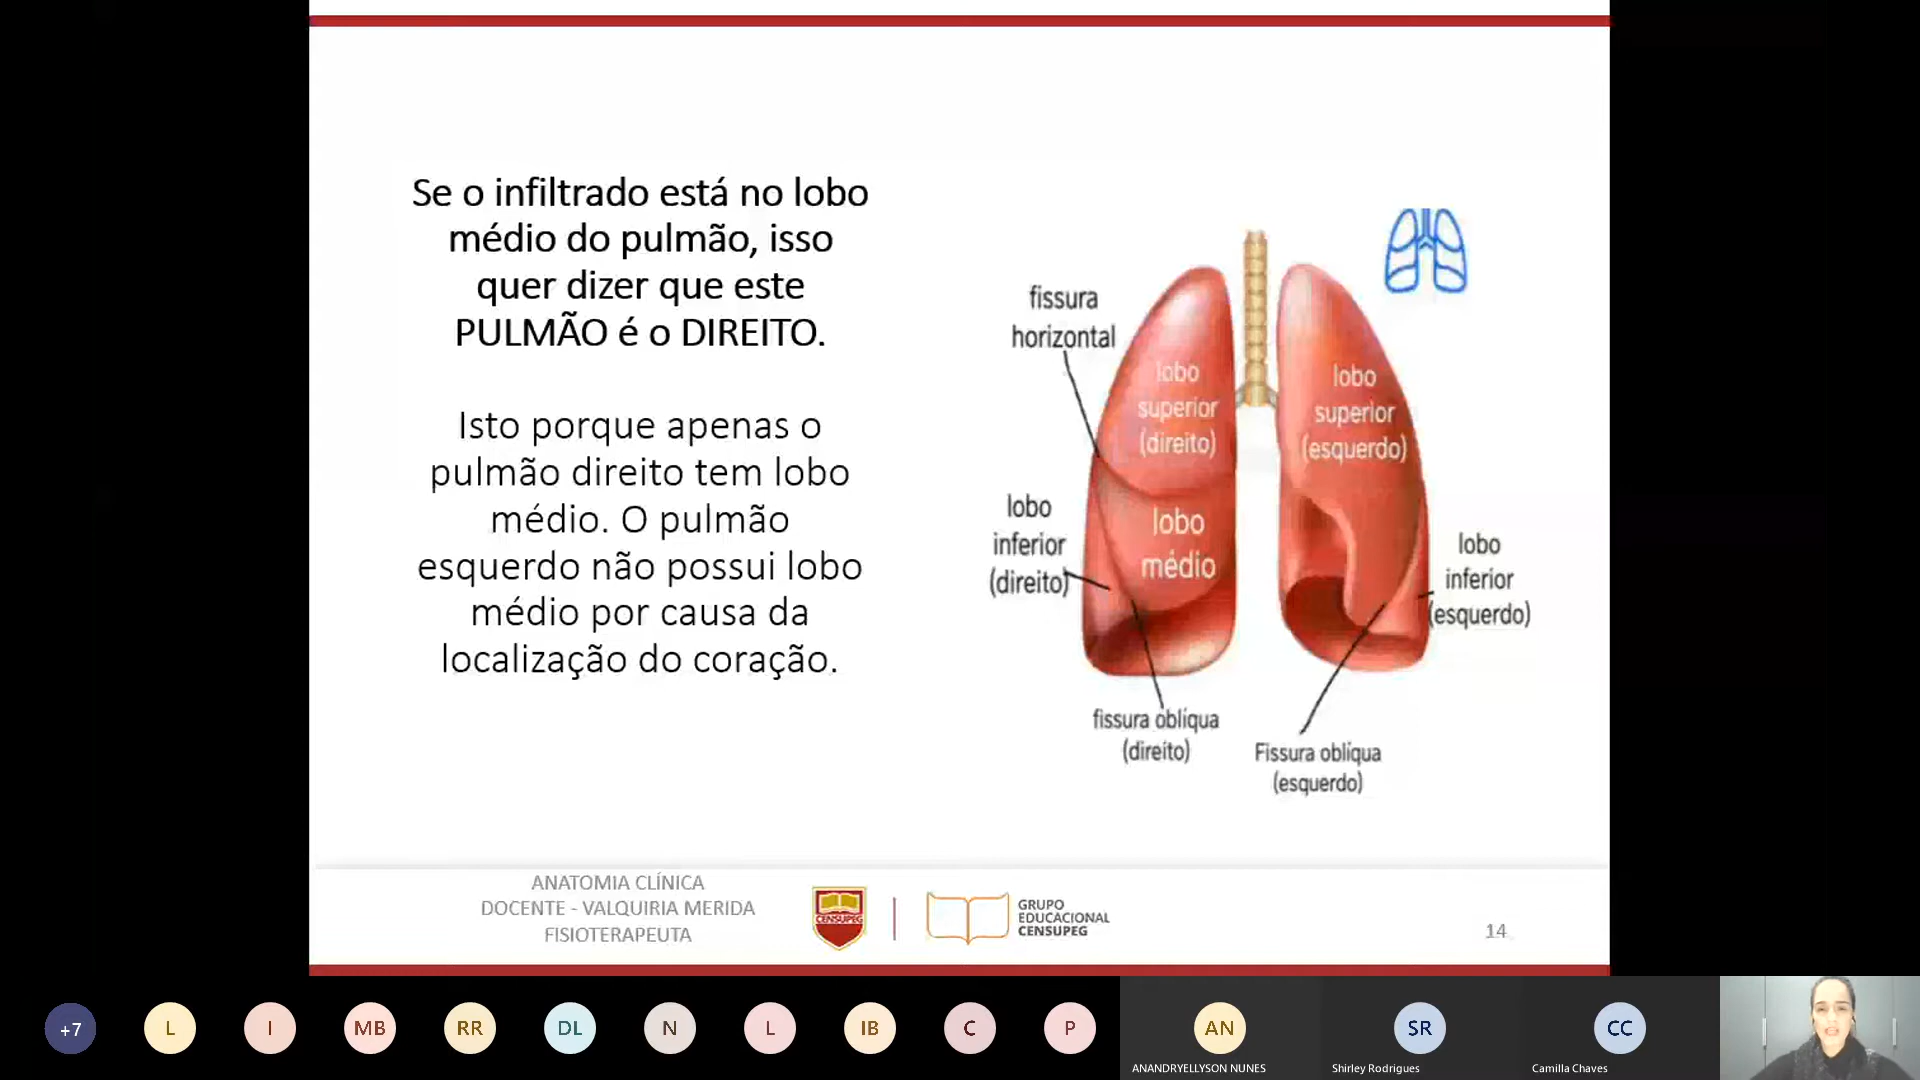 Se o infiltrado está no lobo
médio do pulmão, isso
quer dizer que este
PULMÃO é o DIREITO.
Isto porque apenas o
pulmão direito tem lobo
médio. O pulmão
esquerdo não possui lobo
médio por causa da
localização do coração.
fissura
horizontal
lobo
superior
(direito)
lobo
superior
(esquerdo)
lobo
inferior
(direito)
lobo
médio
lobo
inferior
(esquerdo)
fissura oblíqua
(direito)
Fissura oblíqua
(esquerdo)
ANATOMIA CLÍNICA
DOCENTE - VALQUIRIA MERIDA
FISIOTERAPEUTA
CENSUPEG
GRUPO
EDUCACIONAL
CENSUPEG
14
+7
L
I
MB
RR
DL
N
L
IB
C
P
AN
SR
CC
ANANDRYELLYSON NUNES
Shirley Rodrigues
Camilla Chaves